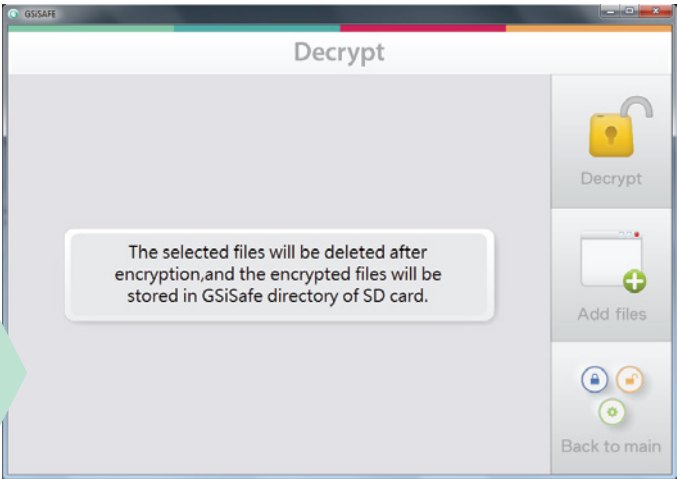 GSiSAFE
Decrypt
Decrypt
The selected files will be deleted after
encryption,and the encrypted files will be
stored in GSiSafe directory of SD card.
Add files
Back to main